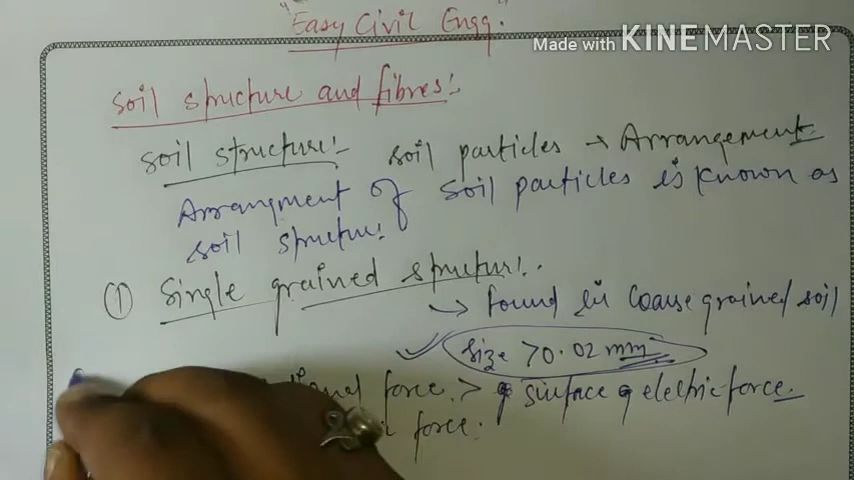 "Easy Civil Engg."
Made with KINEMASTER
soil structure and fibres:
soil structure:- soil particles → Arrangement
Arrangment of soil particles is known as
soil structur:
① Single grained structur:.
→ found in Coarse grained soil
✓ size > 0.02 mm
force > surface electric force.
force.